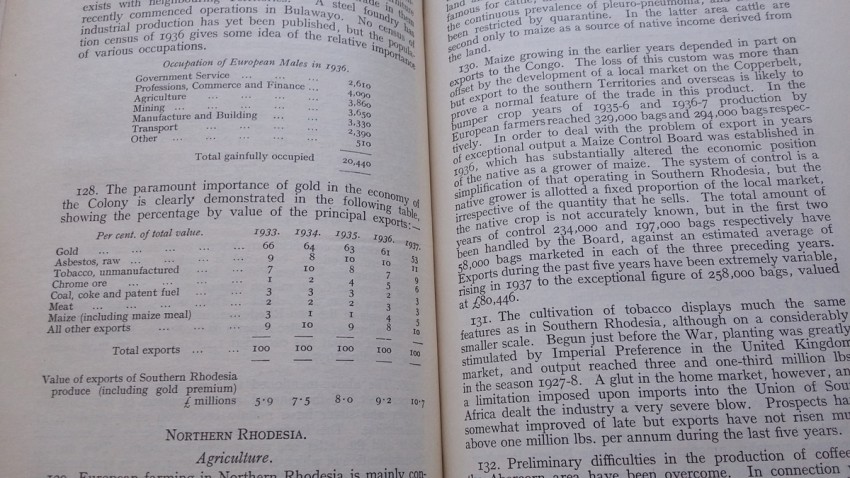 exists with
recently commenced operations in Bulawayo. No census of
industrial production has yet been published, but the popula-
tion census of 1936 gives some idea of the relative importance
of various occupations.
Occupation of European Males in 1936.
Government Service ... ... ... 2,610
Professions, Commerce and Finance ... 4,090
Agriculture ... ... ... 3,860
Mining ... ... ... 3,650
Manufacture and Building ... ... 3,330
Transport ... ... ... 2,390
Other ... ... ... 510
Total gainfully occupied 20,440
128. The paramount importance of gold in the economy of
the Colony is clearly demonstrated in the following table,
showing the percentage by value of the principal exports:—
Per cent. of total value. 1933. 1934. 1935. 1936. 1937.
Gold ... ... ... ... ... 66 64 63 61 53
Asbestos, raw ... ... ... ... 9 8 10 10 11
Tobacco, unmanufactured ... ... 7 10 8 7 9
Chrome ore ... ... ... ... 1 2 4 5 6
Coal, coke and patent fuel ... ... 3 3 3 2 3
Meat ... ... ... ... ... 2 2 2 3 3
Maize (including maize meal) ... ... 3 1 1 4 5
All other exports ... ... ... 9 10 9 8 10
Total exports ... ... 100 100 100 100 100
Value of exports of Southern Rhodesia
produce (including gold premium)
£ millions 5·9 7·5 8·0 9·2 10·7
NORTHERN RHODESIA.
Agriculture.
European farming in Northern Rhodesia is mainly con-
famous for cattle,
the continuous prevalence of pleuro-pneumonia,
been restricted by quarantine. In the latter area cattle are
second only to maize as a source of native income derived from
the land.
130. Maize growing in the earlier years depended in part on
exports to the Congo. The loss of this custom was more than
offset by the development of a local market on the Copperbelt,
but export to the southern Territories and overseas is likely to
prove a normal feature of the trade in this product. In the
bumper crop years of 1935-6 and 1936-7 production by
European farmers reached 329,000 bags and 294,000 bags respec-
tively. In order to deal with the problem of export in years
of exceptional output a Maize Control Board was established in
1936, which has substantially altered the economic position
of the native as a grower of maize. The system of control is a
simplification of that operating in Southern Rhodesia, but the
native grower is allotted a fixed proportion of the local market,
irrespective of the quantity that he sells. The total amount of
the native crop is not accurately known, but in the first two
years of control 234,000 and 197,000 bags respectively have
been handled by the Board, against an estimated average of
58,000 bags marketed in each of the three preceding years.
Exports during the past five years have been extremely variable,
rising in 1937 to the exceptional figure of 258,000 bags, valued
at £80,446.
131. The cultivation of tobacco displays much the same
features as in Southern Rhodesia, although on a considerably
smaller scale. Begun just before the War, planting was greatly
stimulated by Imperial Preference in the United Kingdom
market, and output reached three and one-third million lbs
in the season 1927-8. A glut in the home market, however, an
a limitation imposed upon imports into the Union of Sou
Africa dealt the industry a very severe blow. Prospects ha
somewhat improved of late but exports have not risen mu
above one million lbs. per annum during the last five years.
132. Preliminary difficulties in the production of coffee
area have been overcome. In connection